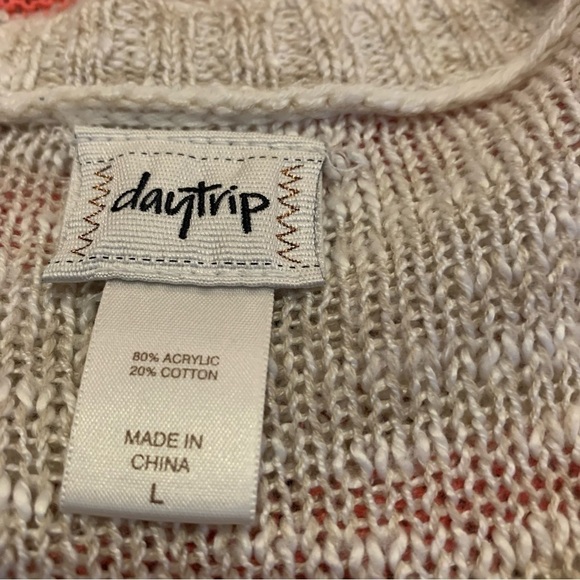 daytrip
80% ACRYLIC
20% COTTON
MADE IN
CHINA
L